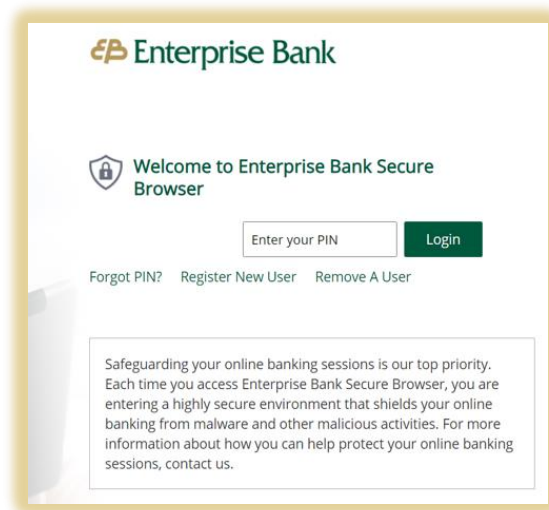 EB Enterprise Bank
Welcome to Enterprise Bank Secure
Browser
Enter your PIN
Login
Forgot PIN? Register New User Remove A User
Safeguarding your online banking sessions is our top priority.
Each time you access Enterprise Bank Secure Browser, you are
entering a highly secure environment that shields your online
banking from malware and other malicious activities. For more
information about how you can help protect your online banking
sessions, contact us.